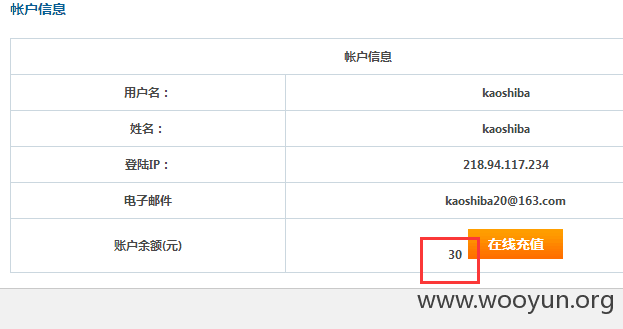 帐户信息
帐户信息
用户名：
kaoshiba
姓名：
kaoshiba
登陆IP：
218.94.117.234
电子邮件
kaoshiba20@163.com
账户余额(元)
30
在线充值
www.wooyun.org